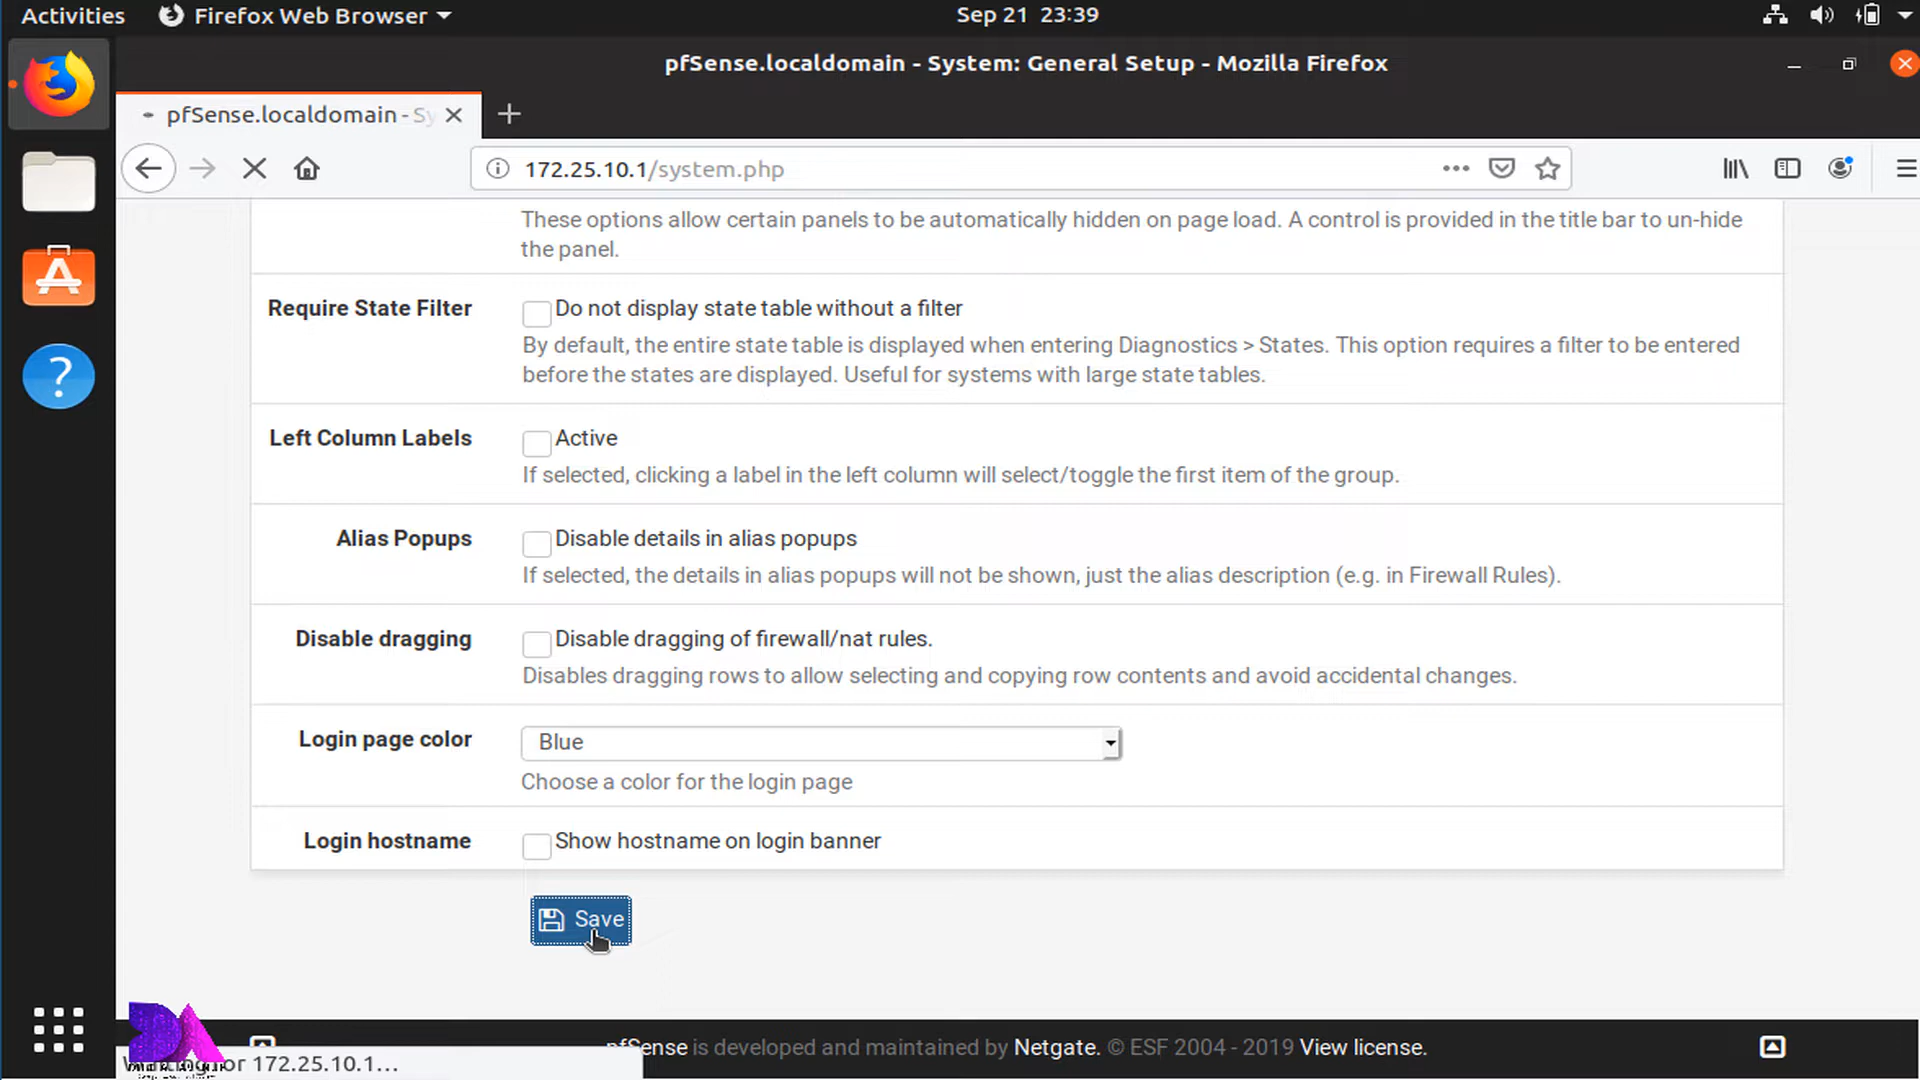 Activities
Firefox Web Browser
Sep 21 23:39
pfSense.localdomain - System: General Setup - Mozilla Firefox
pfSense.localdomain - Sy
172.25.10.1/system.php
These options allow certain panels to be automatically hidden on page load. A control is provided in the title bar to un-hide
the panel.
Require State Filter
Do not display state table without a filter
By default, the entire state table is displayed when entering Diagnostics > States. This option requires a filter to be entered
before the states are displayed. Useful for systems with large state tables.
Left Column Labels
Active
If selected, clicking a label in the left column will select/toggle the first item of the group.
Alias Popups
Disable details in alias popups
If selected, the details in alias popups will not be shown, just the alias description (e.g. in Firewall Rules).
Disable dragging
Disable dragging of firewall/nat rules.
Disables dragging rows to allow selecting and copying row contents and avoid accidental changes.
Login page color
Blue
Choose a color for the login page
Login hostname
Show hostname on login banner
Save
pfSense is developed and maintained by Netgate. © ESF 2004 - 2019 View license.
for 172.25.10.1...